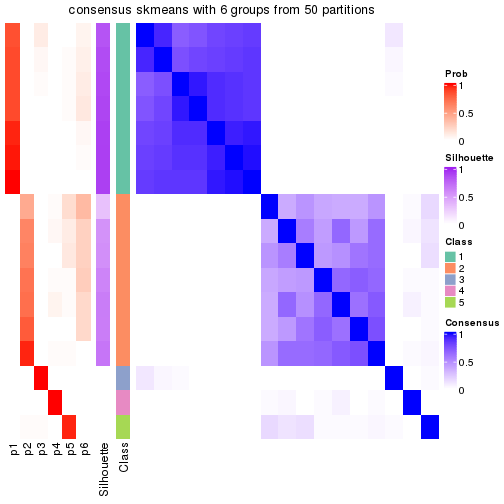 consensus skmeans with 6 groups from 50 partitions
Prob
1
0.5
0
Silhouette
1
0.5
0
Class
1
2
3
4
5
Consensus
1
0.5
0
p1
p2
p3
p4
p5
p6
Silhouette
Class